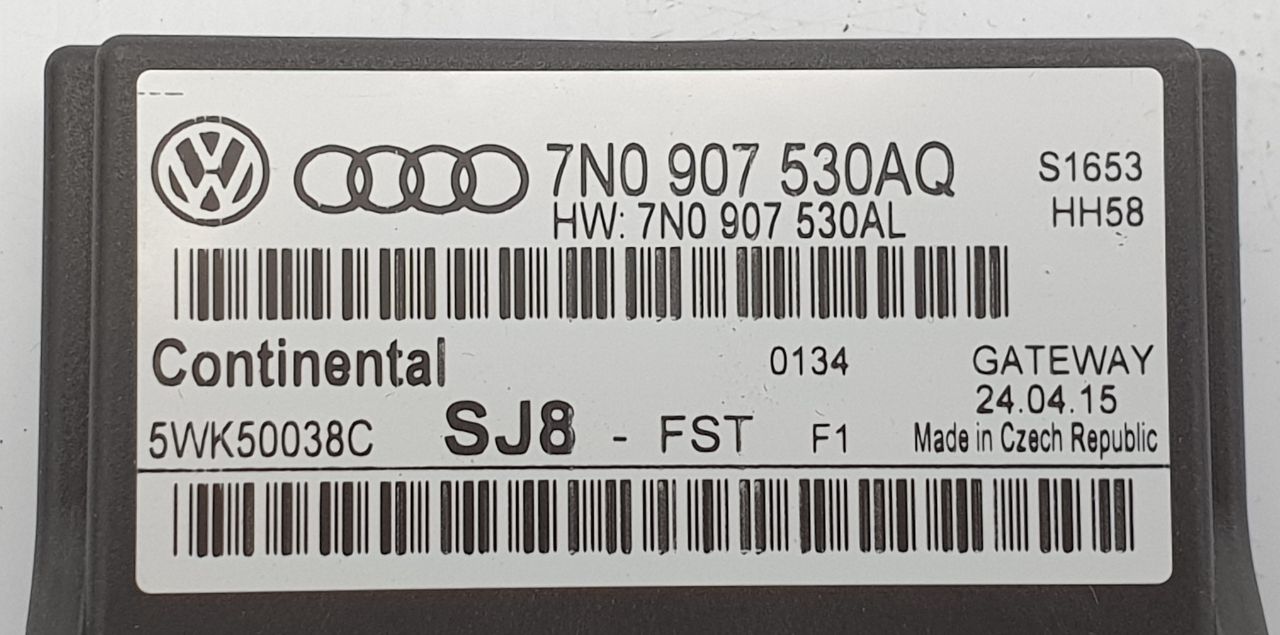 7N0 907 530AQ S1653
HW: 7N0 907 530AL HH58
Continental 0134 GATEWAY
24.04.15
5WK50038C SJ8 - FST F1 Made in Czech Republic